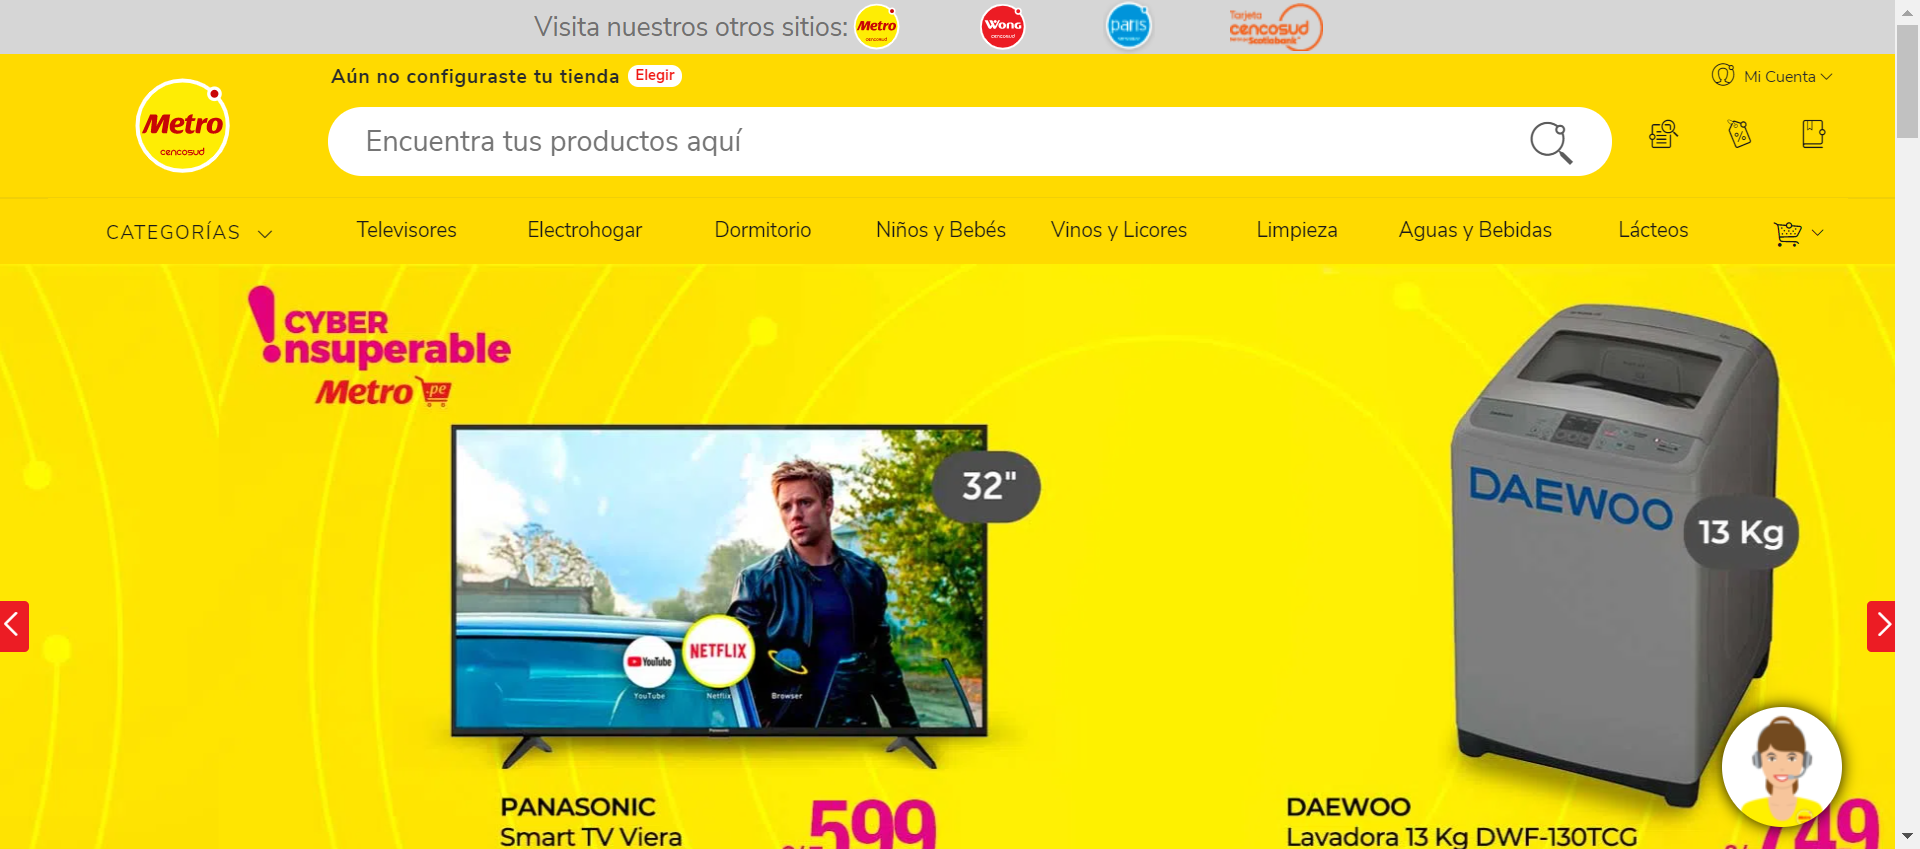 Visita nuestros otros sitios:
Metro
cencosud
Wong
cencosud
paris
Tarjeta
cencosud
Scotiabank
Aún no configuraste tu tienda Elegir
Mi Cuenta
Metro
cencosud
Encuentra tus productos aquí
CATEGORÍAS
Televisores
Electrohogar
Dormitorio
Niños y Bebés
Vinos y Licores
Limpieza
Aguas y Bebidas
Lácteos
CYBER
!nsuperable
Metro .pe
32"
YouTube
NETFLIX
YouTube
Netflix
Browser
Panasonic
DAEWOO
13 Kg
PANASONIC
Smart TV Viera
599
DAEWOO
Lavadora 13 Kg DWF-130TCG
749